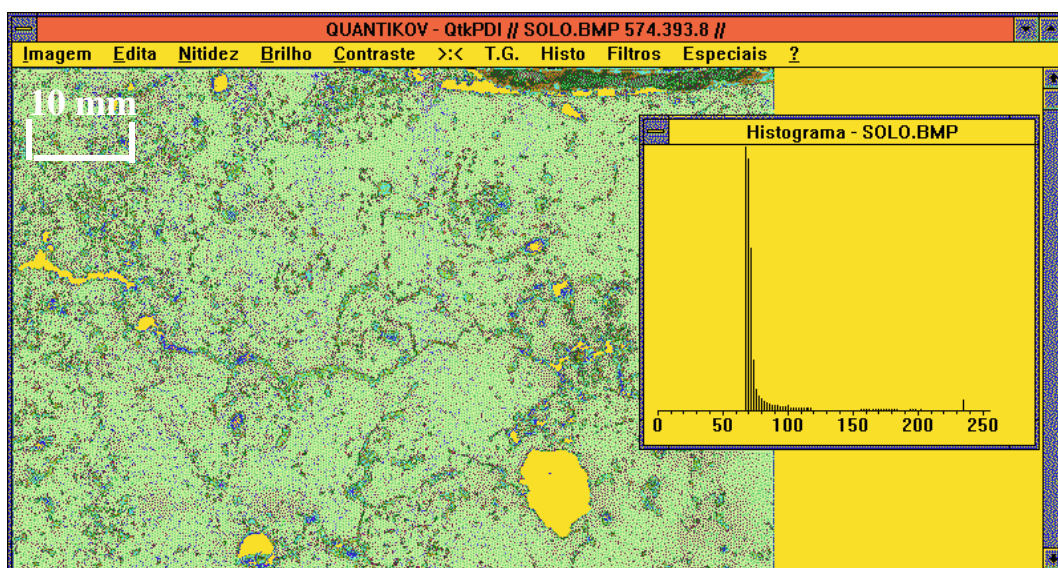 QUANTIKOV - QtkPDI // SOLO.BMP 574.393.8 //
Imagem Edita Nitidez Brilho Contraste >:< T.G. Histo Filtros Especiais ?
10 mm
Histograma - SOLO.BMP
0 50 100 150 200 250